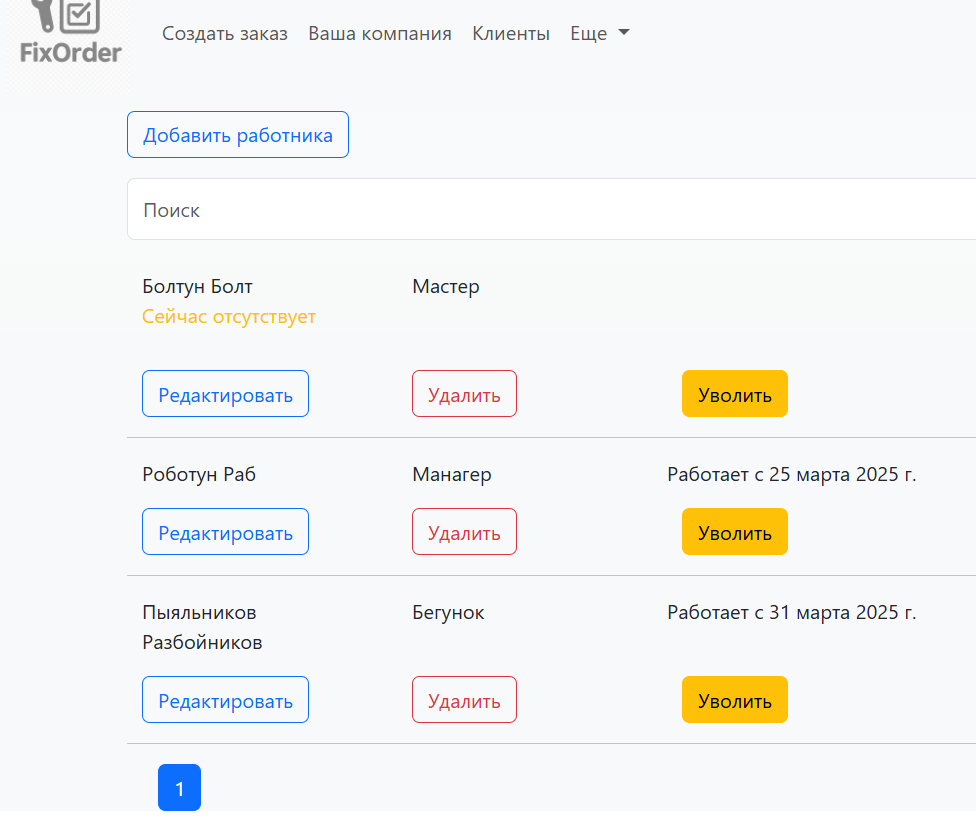 FixOrder
Создать заказ Ваша компания Клиенты Еще
Добавить работника
Поиск
Болтун Болт Мастер
Сейчас отсутствует
Редактировать Удалить Уволить
Роботун Раб Манагер Работает с 25 марта 2025 г.
Редактировать Удалить Уволить
Пыяльников Бегунок Работает с 31 марта 2025 г.
Разбойников
Редактировать Удалить Уволить
1